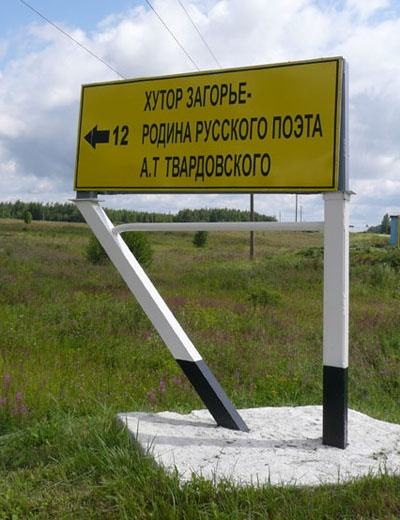 ХУТОР ЗАГОРЬЕ-
12 РОДИНА РУССКОГО ПОЭТА
А.Т ТВАРДОВСКОГО